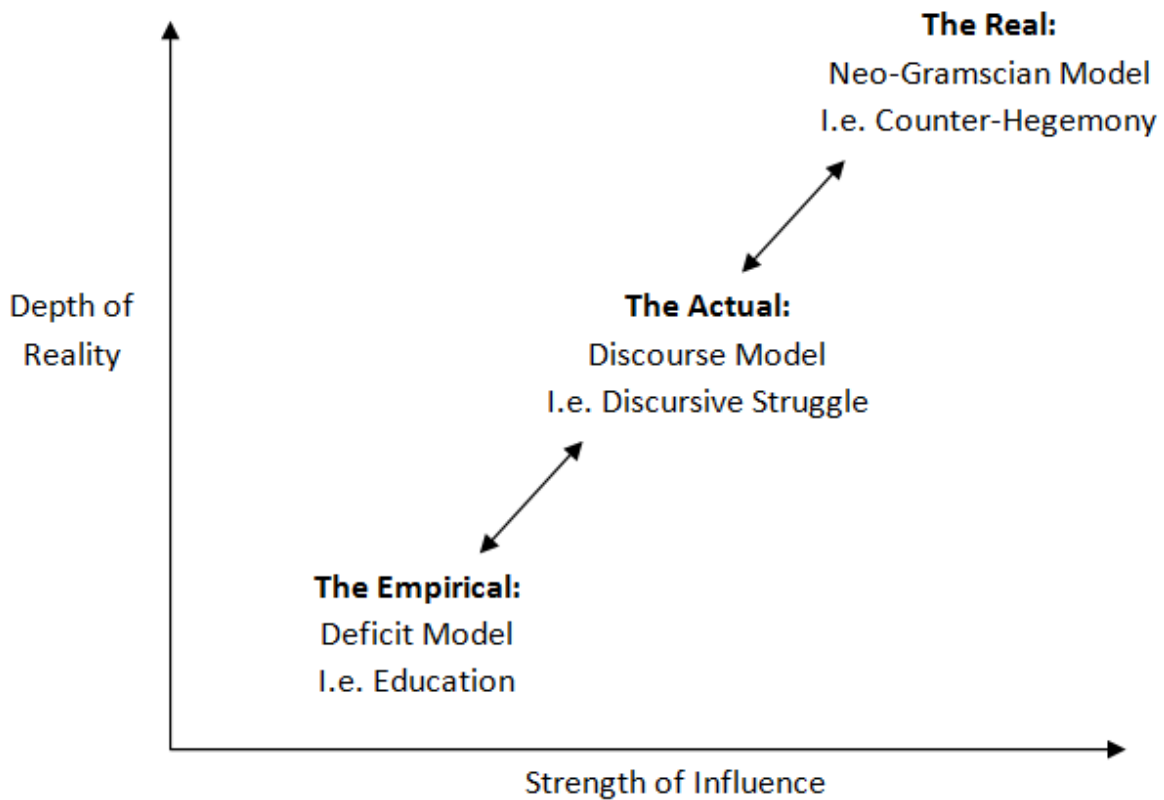 The Real:
Neo-Gramscian Model
I.e. Counter-Hegemony
Depth of
Reality
The Actual:
Discourse Model
I.e. Discursive Struggle
The Empirical:
Deficit Model
I.e. Education
Strength of Influence